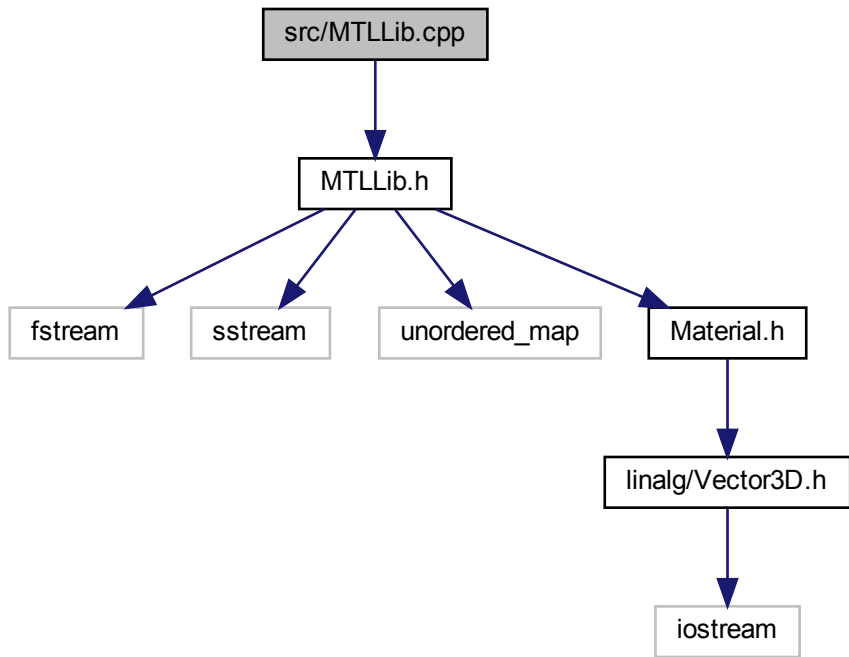 src/MTLLib.cpp
MTLLib.h
fstream
sstream
unordered_map
Material.h
linalg/Vector3D.h
iostream